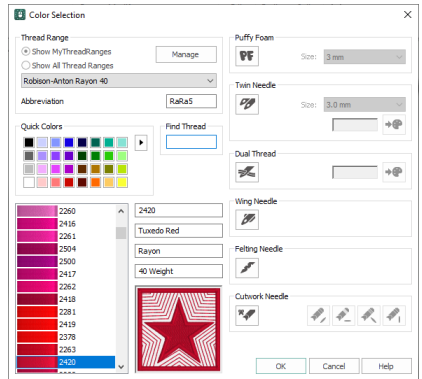 Color Selection
Thread Range
Show MyThreadRanges
Manage
Show All Thread Ranges
Robison-Anton Rayon 40
Abbreviation
RaRa5
Quick Colors
Find Thread
2260
2416
2261
2504
2500
2417
2262
2418
2281
2419
2378
2263
2420
2420
Tuxedo Red
Rayon
40 Weight
Puffy Foam
PF
Size:
3 mm
Twin Needle
Size:
3.0 mm
Dual Thread
Wing Needle
Felting Needle
Cutwork Needle
OK
Cancel
Help